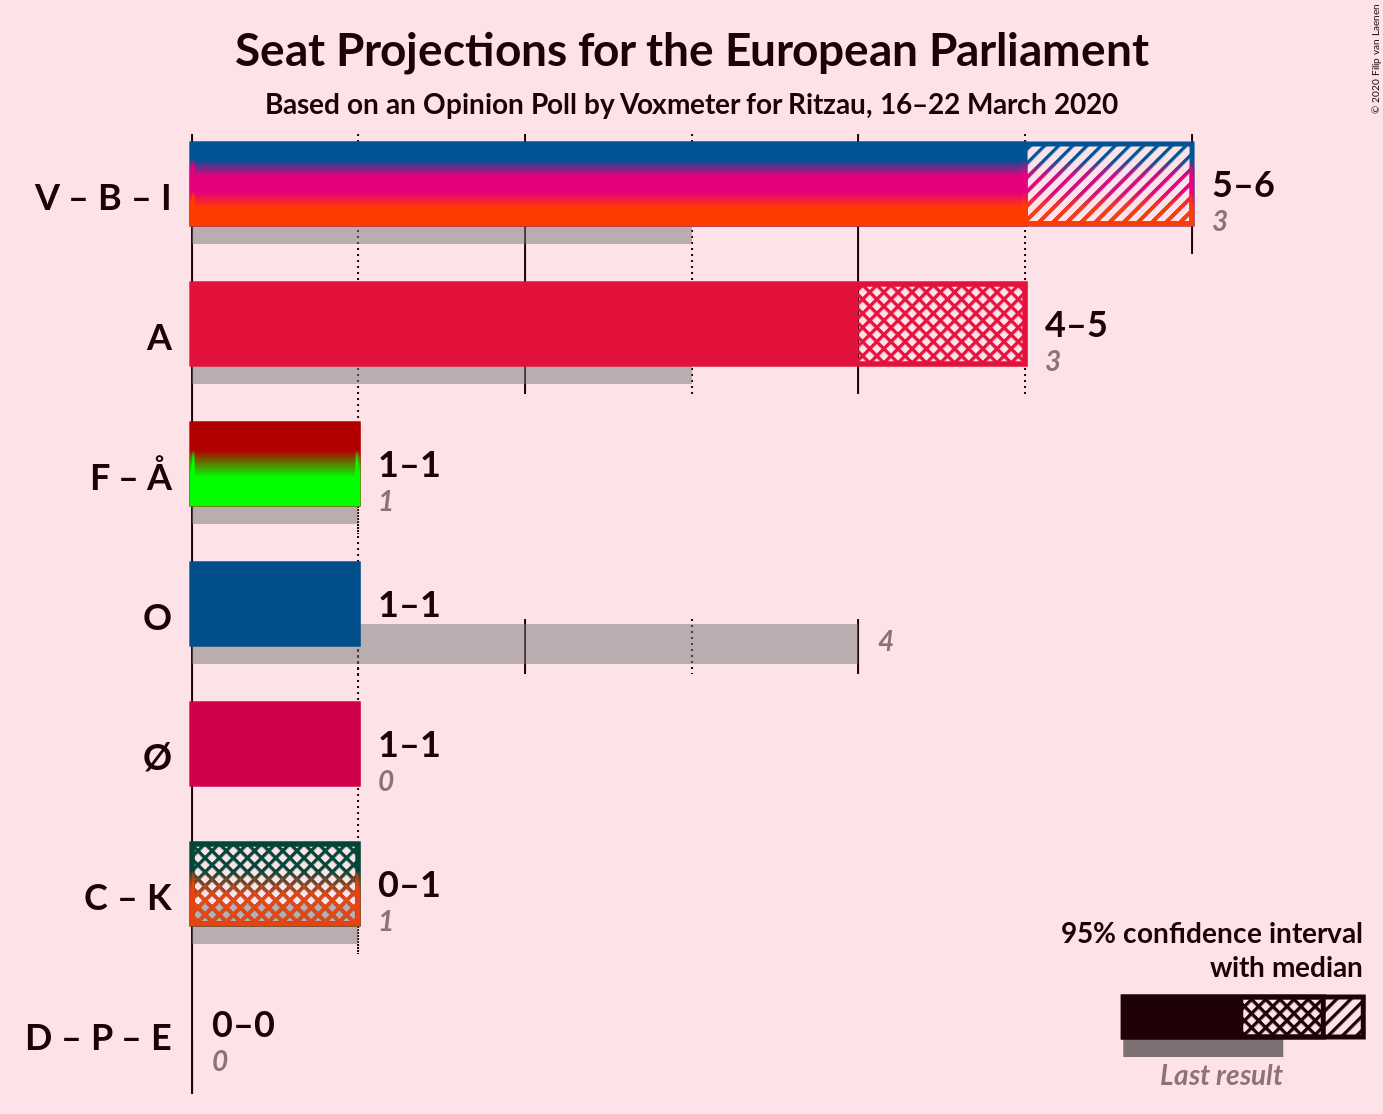 Seat Projections for the European Parliament
Based on an Opinion Poll by Voxmeter for Ritzau, 16–22 March 2020
© 2020 Filip van Laenen
V – B – I
5–6
3
A
4–5
3
F – Å
1–1
1
O
1–1
4
Ø
1–1
0
C – K
0–1
1
D – P – E
0–0
0
95% confidence interval
with median
Last result